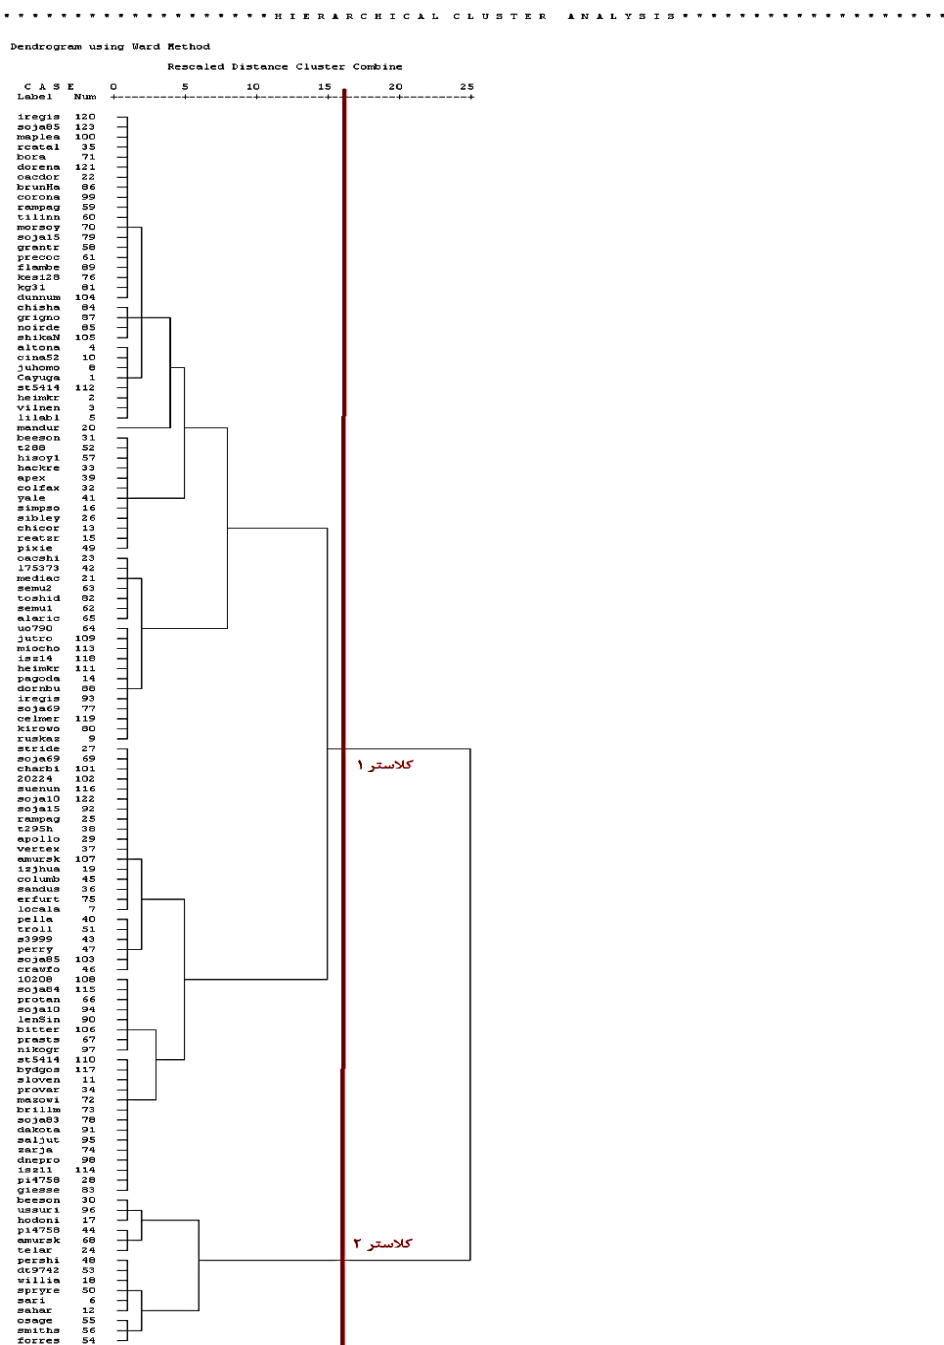 * * * * * * * * * * * * * * * * * * * H I E R A R C H I C A L C L U S T E R A N A L Y S I S * * * * * * * * * * * * * * * * * * *
Dendrogram using Ward Method
Rescaled Distance Cluster Combine
C A S E 0 5 10 15 20 25
Label Num
iregis 120
soja85 123
maplea 100
rcatal 35
bora 71
dorena 121
oacdor 22
brunHa 86
corona 99
rampag 59
tilinn 60
morsoy 70
soja15 79
grantr 58
precoc 61
flambe 89
kes128 76
kg31 81
dunnum 104
chisha 84
grigno 87
noirde 85
shikaN 105
altona 4
cina52 10
juhomo 8
Cayuga 1
st5414 112
heimkr 2
vilnen 3
lilabl 5
mandur 20
beeson 31
t288 52
hisoy1 57
hackre 33
apex 39
colfax 32
yale 41
simpso 16
sibley 26
chicor 13
reatzr 15
pixie 49
oacshi 23
175373 42
mediac 21
semu2 63
toshid 82
semu1 62
alaric 65
uc790 64
jutro 109
miocho 113
isz14 118
heimkr 111
pagoda 14
dornbu 88
iregis 93
soja69 77
celmer 119
kirowo 80
ruskaz 9
stride 27
soja69 69
charbi 101
20224 102
suenun 116
soja10 122
soja15 92
rampag 25
t295h 38
apollo 29
vertex 37
amursk 107
izjhua 19
columb 45
sandus 36
erfurt 75
locala 7
pella 40
troll 51
s3999 43
perry 47
soja85 103
crawfo 46
10208 108
soja84 115
protan 66
soja10 94
lenSin 90
bitter 106
prasts 67
nikogr 97
st5414 110
bydgos 117
sloven 11
provar 34
mazowi 72
brillm 73
soja83 78
dakota 91
saljut 95
zarja 74
dnepro 98
isz11 114
pi4758 28
giesse 83
beeson 30
ussuri 96
hodoni 17
pi4758 44
amursk 68
telar 24
pershi 48
dt9742 53
willia 18
spryre 50
sari 6
sahar 12
osage 55
smiths 56
forres 54
کلاستر ۱
کلاستر ۲